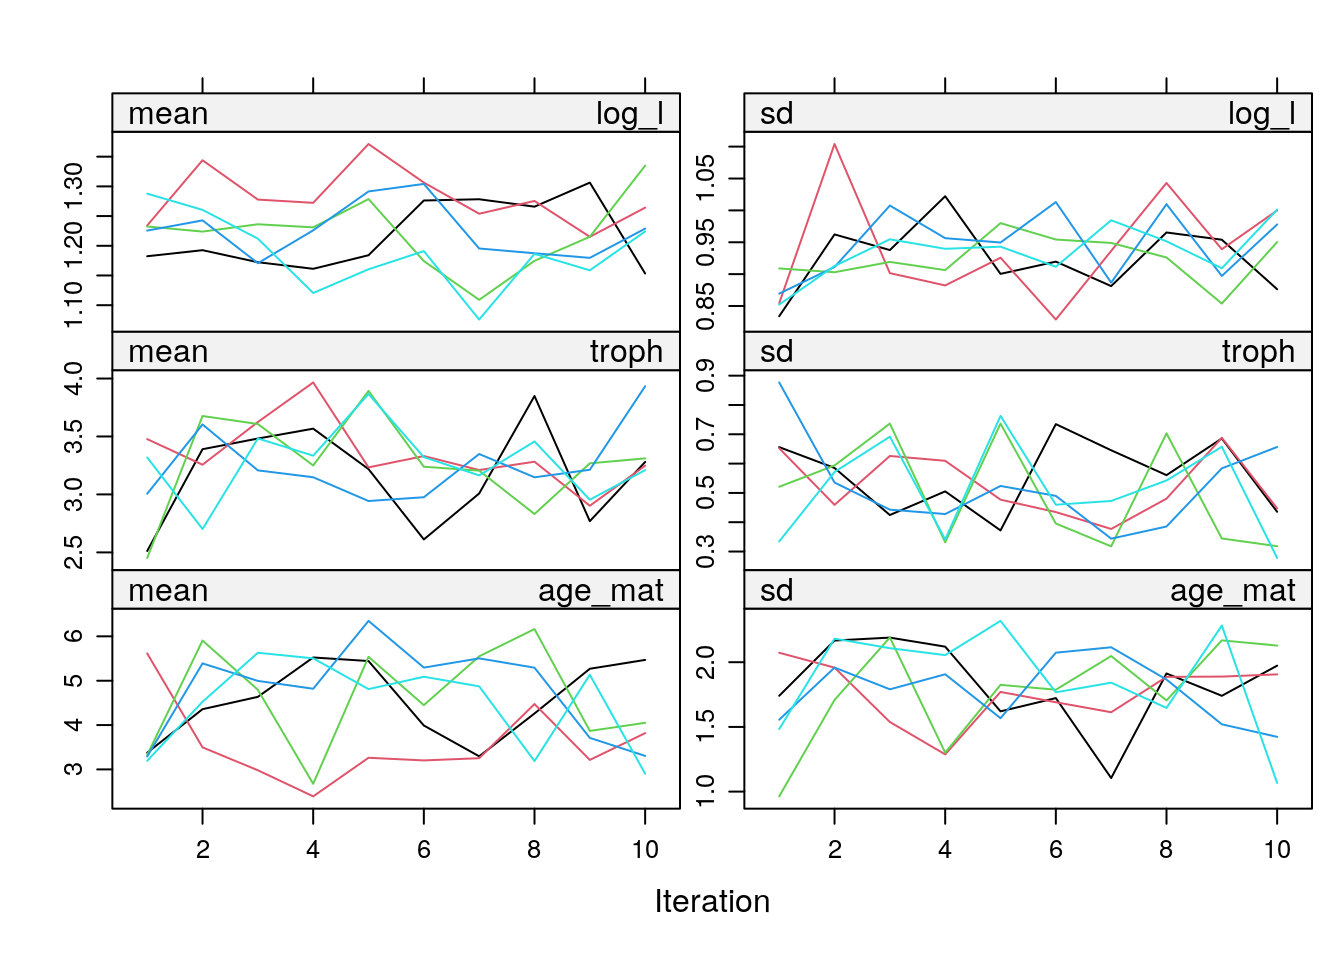 mean log_l
sd log_l
1.10 1.20 1.30
0.85 0.95 1.05
mean troph
sd troph
2.5 3.0 3.5 4.0
0.3 0.5 0.7 0.9
mean age_mat
sd age_mat
3 4 5 6
1.0 1.5 2.0
2 4 6 8 10
2 4 6 8 10
Iteration